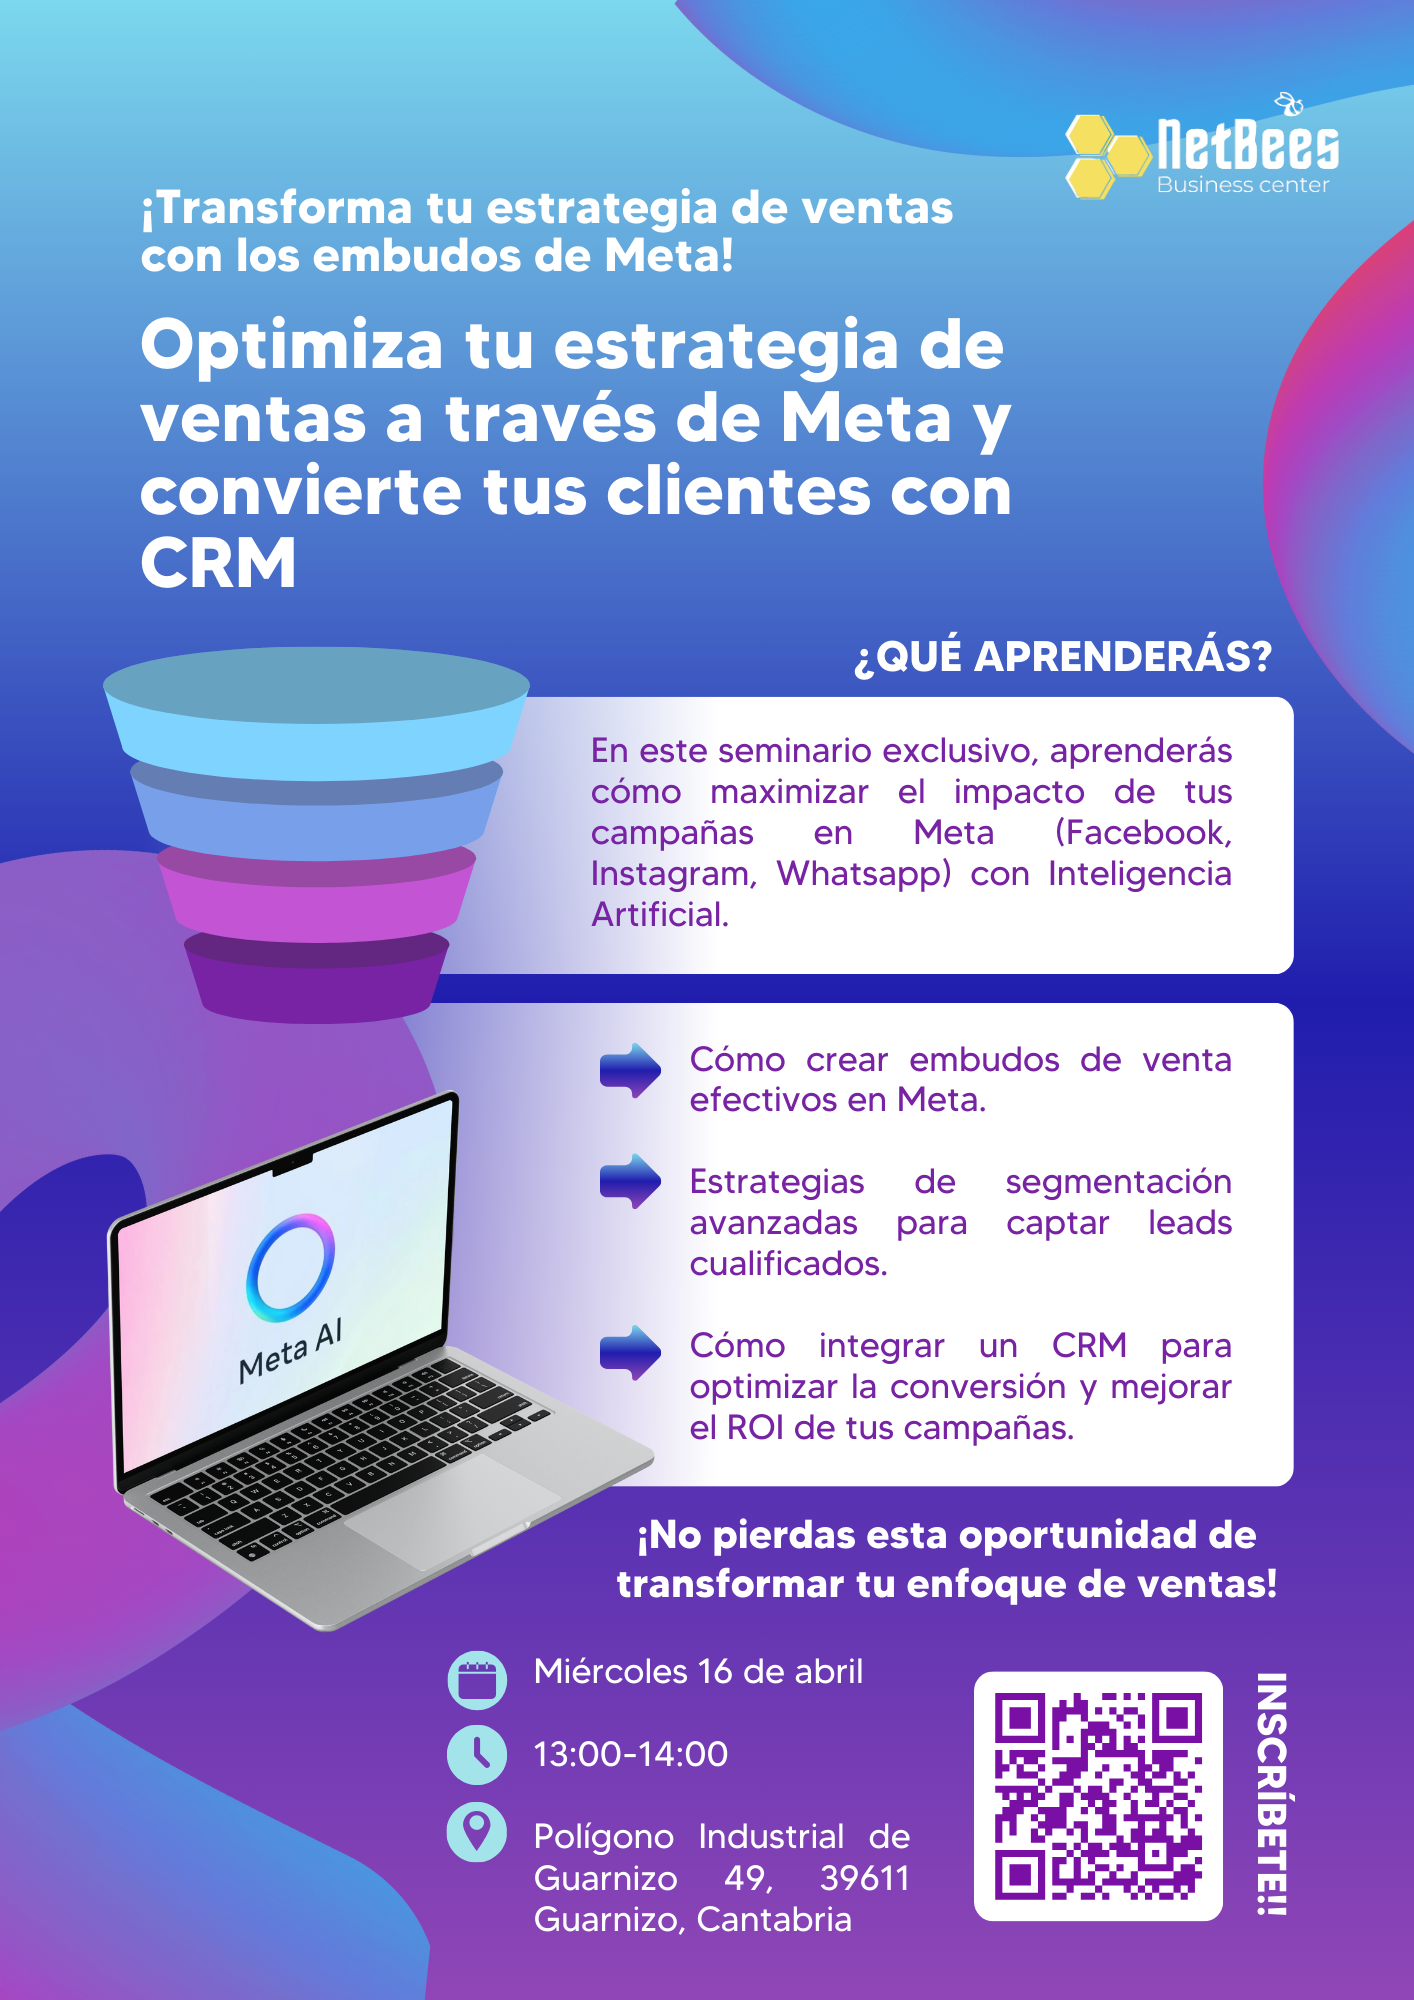 NetBees
Business center
¡Transforma tu estrategia de ventas
con los embudos de Meta!
Optimiza tu estrategia de
ventas a través de Meta y
convierte tus clientes con
CRM
¿QUÉ APRENDERÁS?
En este seminario exclusivo, aprenderás
cómo maximizar el impacto de tus
campañas en Meta (Facebook,
Instagram, Whatsapp) con Inteligencia
Artificial.
Cómo crear embudos de venta
efectivos en Meta.
Estrategias de segmentación
avanzadas para captar leads
cualificados.
Cómo integrar un CRM para
optimizar la conversión y mejorar
el ROI de tus campañas.
Meta AI
¡No pierdas esta oportunidad de
transformar tu enfoque de ventas!
Miércoles 16 de abril
13:00-14:00
Polígono Industrial de
Guarnizo 49, 39611
Guarnizo, Cantabria
INSCRÍBETE!!